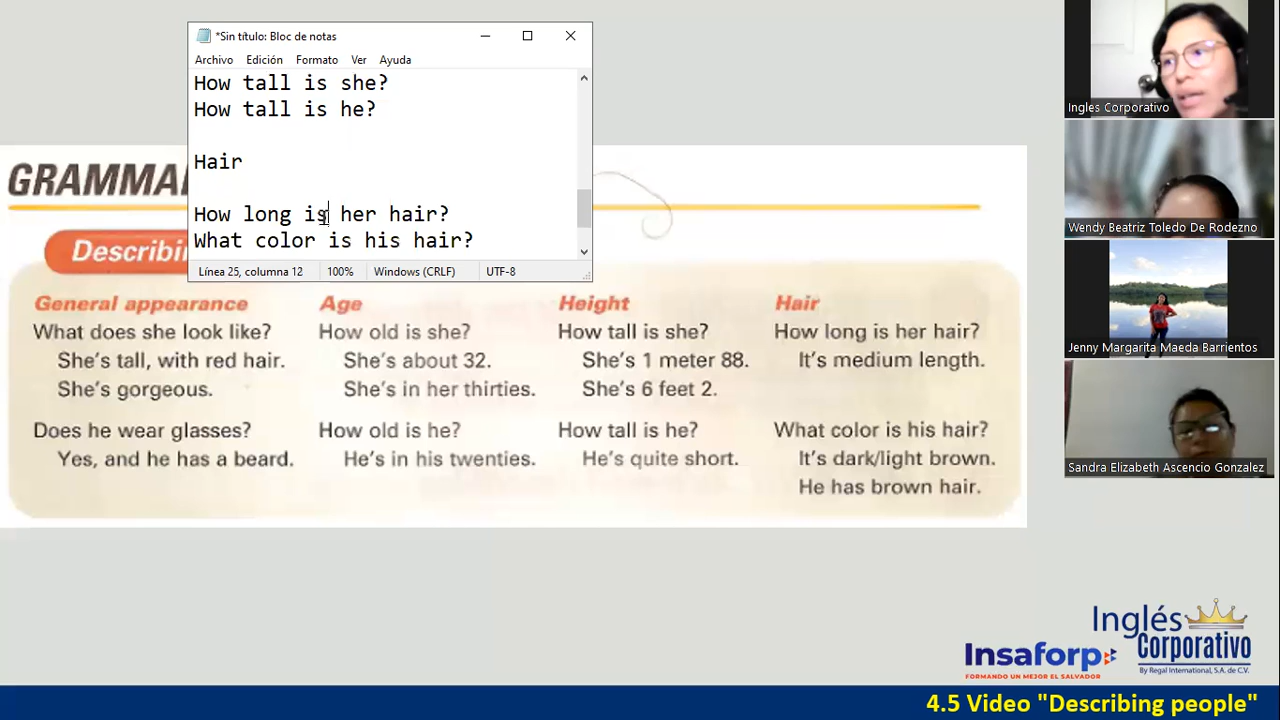 *Sin título: Bloc de notas
Archivo Edición Formato Ver Ayuda
How tall is she?
How tall is he?
Hair
How long is her hair?
What color is his hair?
Línea 25, columna 12 100% Windows (CRLF) UTF-8
GRAMMA
Describi
General appearance
What does she look like?
She's tall, with red hair.
She's gorgeous.
Does he wear glasses?
Yes, and he has a beard.
Age
How old is she?
She's about 32.
She's in her thirties.
How old is he?
He's in his twenties.
Height
How tall is she?
She's 1 meter 88.
She's 6 feet 2.
How tall is he?
He's quite short.
Hair
How long is her hair?
It's medium length.
What color is his hair?
It's dark/light brown.
He has brown hair.
Ingles Corporativo
Wendy Beatriz Toledo De Rodezno
Jenny Margarita Maeda Barrientos
Sandra Elizabeth Ascencio Gonzalez
Insaforp
FORMANDO UN MEJOR EL SALVADOR
Inglés
Corporativo
By Regal International, S.A. de C.V.
4.5 Video "Describing people"